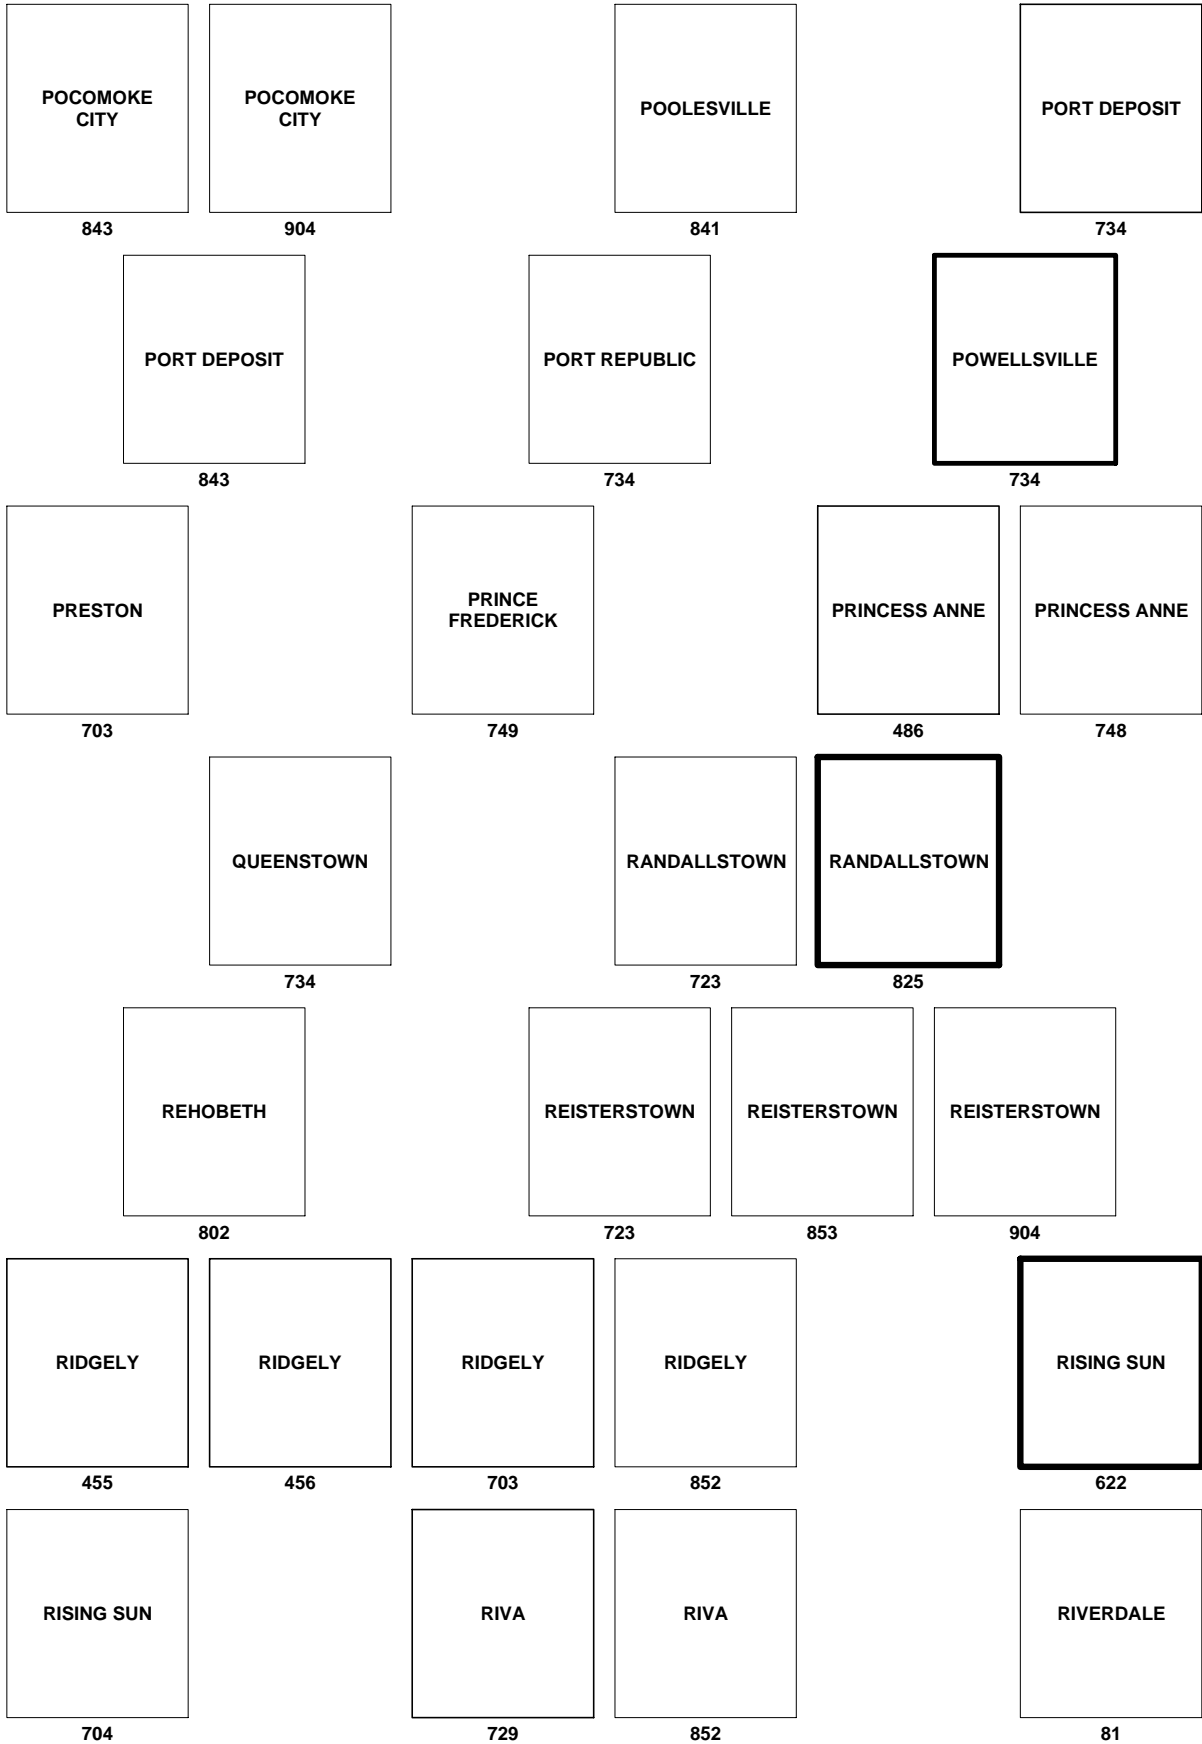 POCOMOKE
CITY
POCOMOKE
CITY
POOLESVILLE
PORT DEPOSIT
843
904
841
734
PORT DEPOSIT
PORT REPUBLIC
POWELLSVILLE
843
734
734
PRESTON
PRINCE
FREDERICK
PRINCESS ANNE
PRINCESS ANNE
703
749
486
748
QUEENSTOWN
RANDALLSTOWN
RANDALLSTOWN
734
723
825
REHOBETH
REISTERSTOWN
REISTERSTOWN
REISTERSTOWN
802
723
853
904
RIDGELY
RIDGELY
RIDGELY
RIDGELY
RISING SUN
455
456
703
852
622
RISING SUN
RIVA
RIVA
RIVERDALE
704
729
852
81